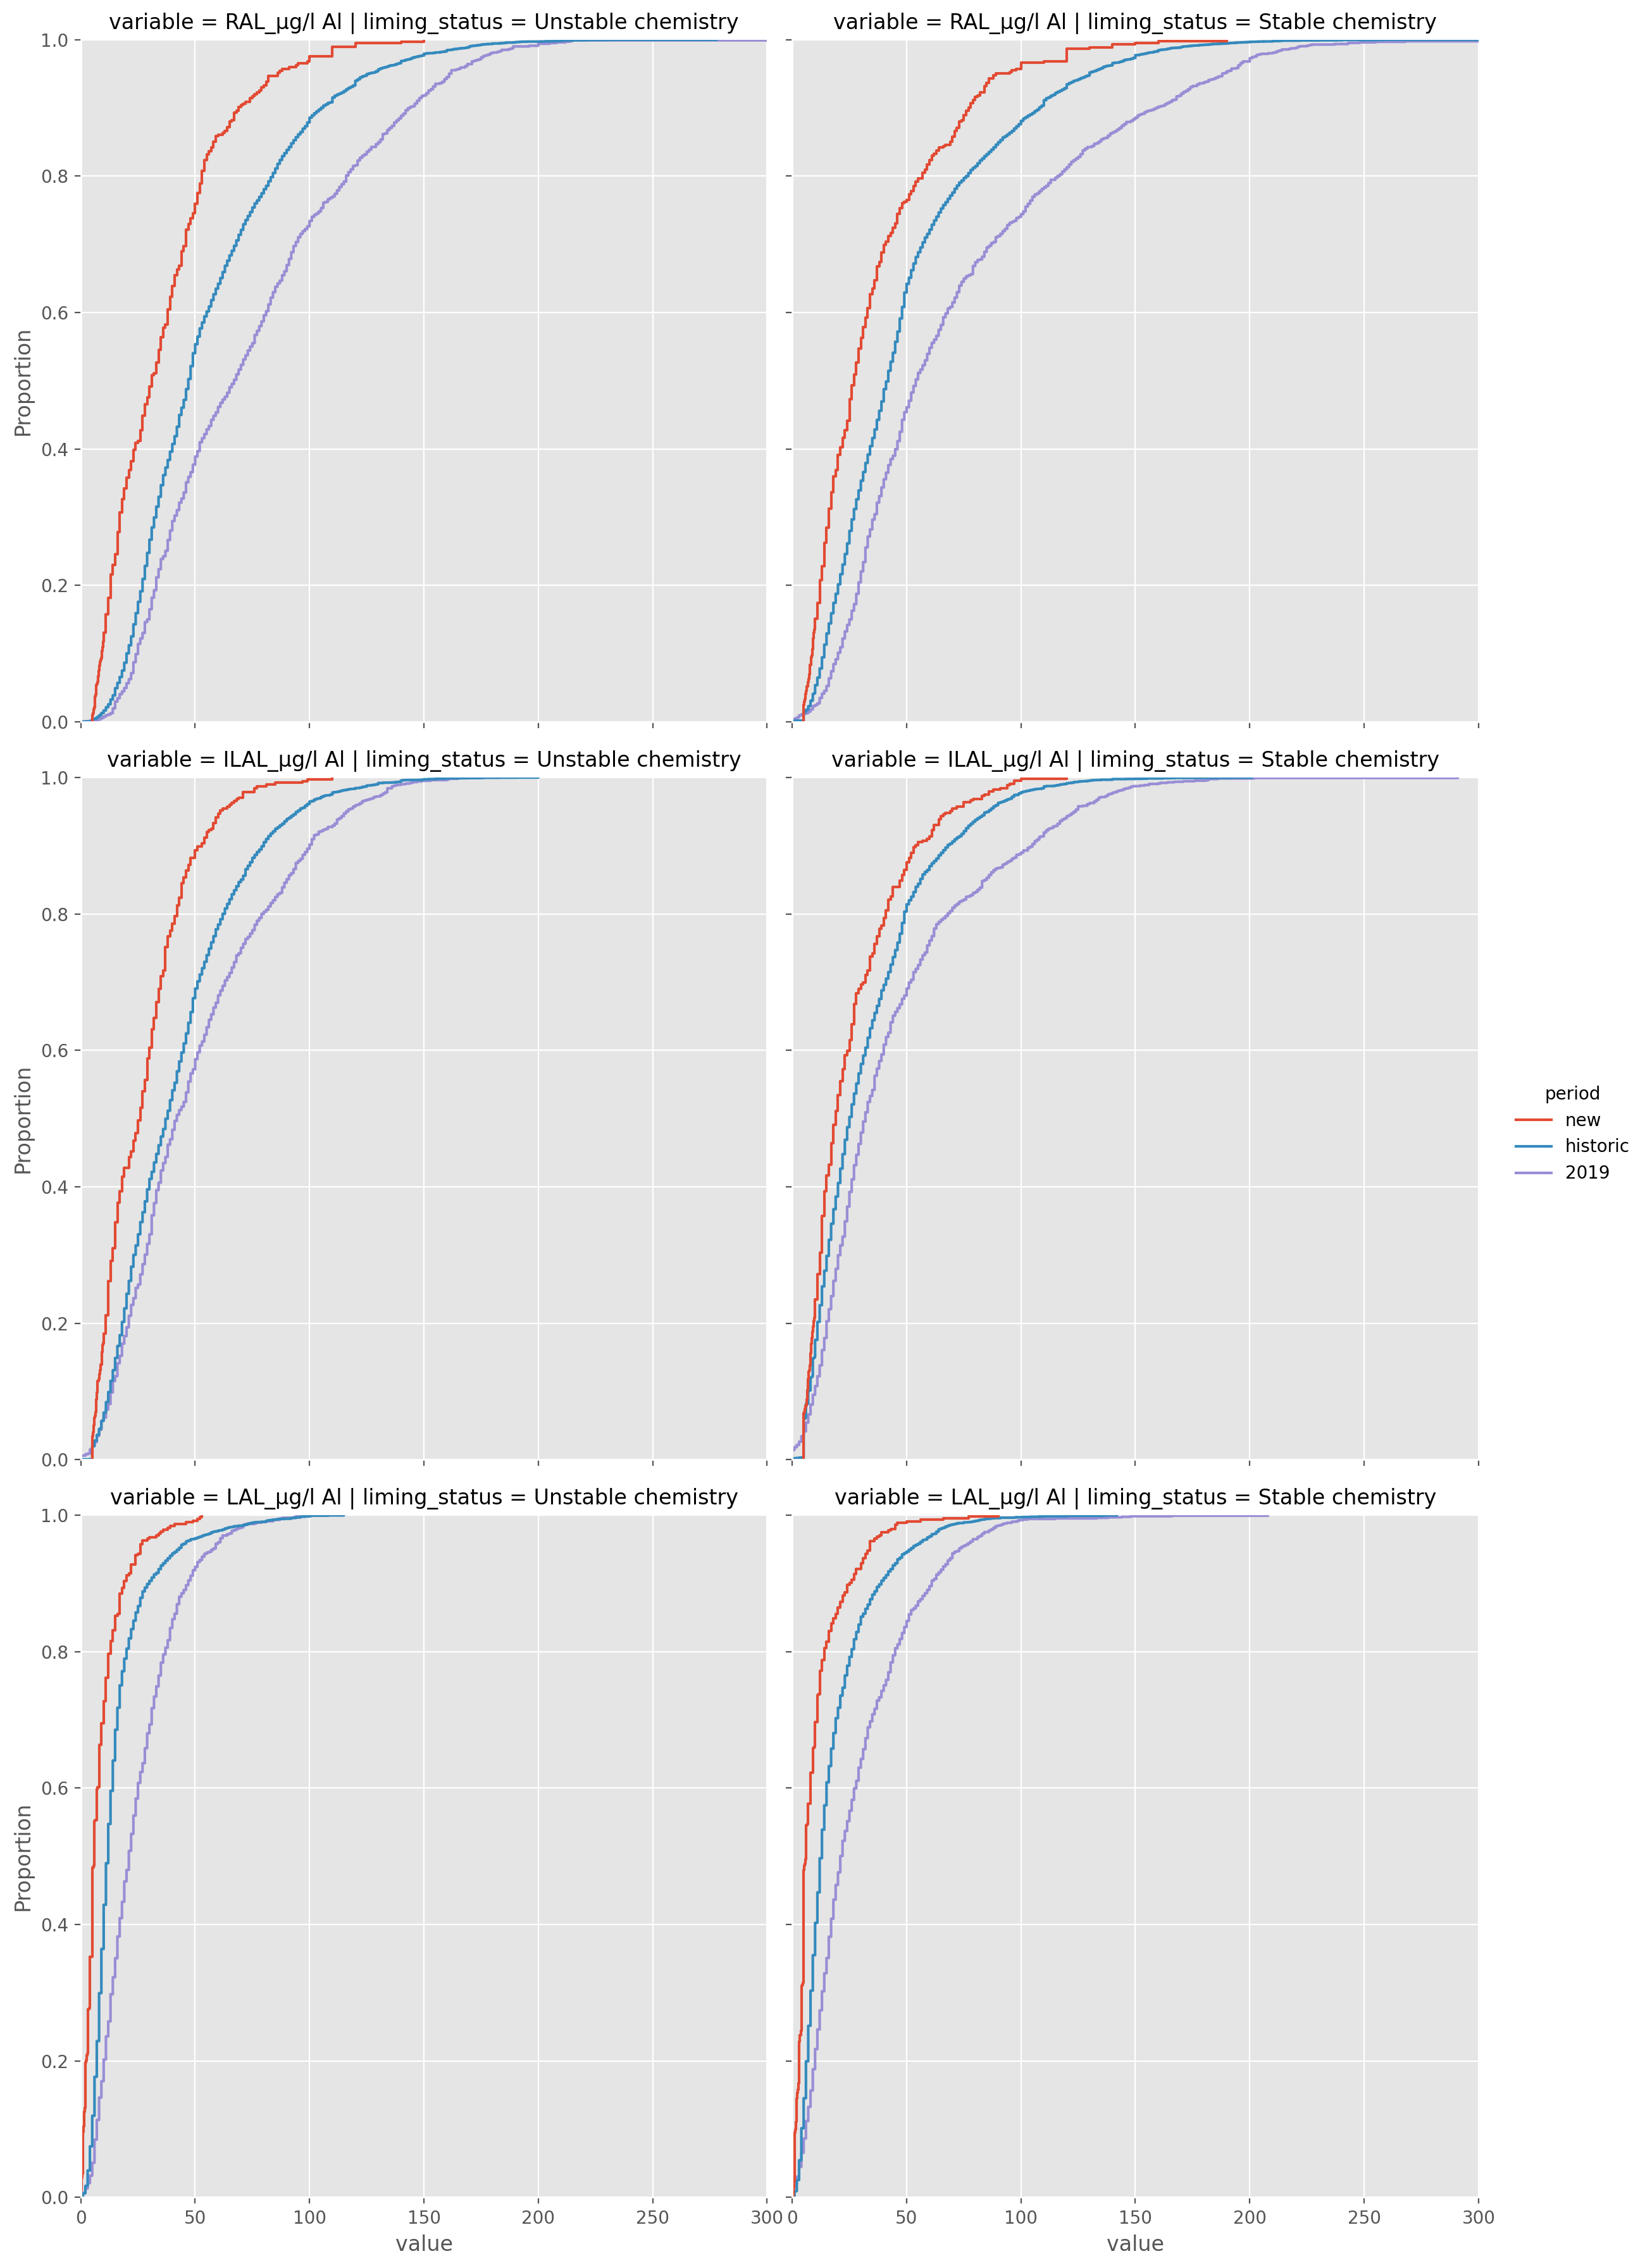 variable = RAL_µg/l Al | liming_status = Unstable chemistry
variable = RAL_µg/l Al | liming_status = Stable chemistry
1.0
0.8
0.6
0.4
0.2
0.0
Proportion
variable = ILAL_µg/l Al | liming_status = Unstable chemistry
variable = ILAL_µg/l Al | liming_status = Stable chemistry
1.0
0.8
0.6
0.4
0.2
0.0
Proportion
period
new
historic
2019
variable = LAL_µg/l Al | liming_status = Unstable chemistry
variable = LAL_µg/l Al | liming_status = Stable chemistry
1.0
0.8
0.6
0.4
0.2
0.0
Proportion
0 50 100 150 200 250 300
0 50 100 150 200 250 300
value
value